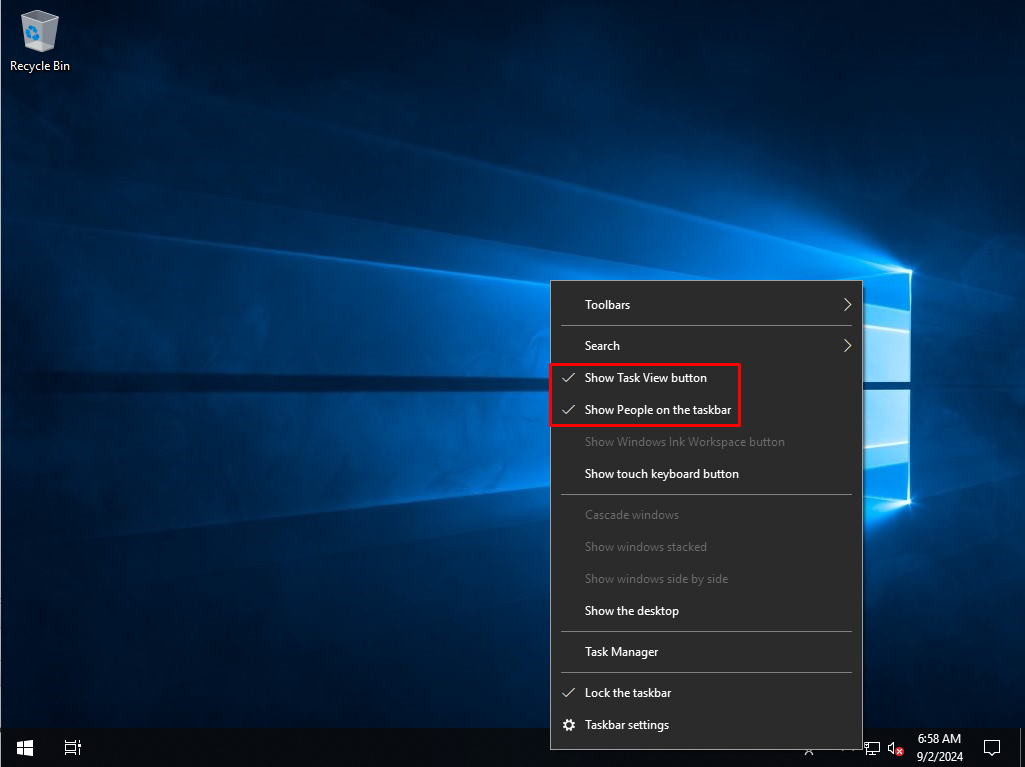 Recycle Bin
Toolbars
Search
Show Task View button
Show People on the taskbar
Show Windows Ink Workspace button
Show touch keyboard button
Cascade windows
Show windows stacked
Show windows side by side
Show the desktop
Task Manager
Lock the taskbar
Taskbar settings
6:58 AM
9/2/2024